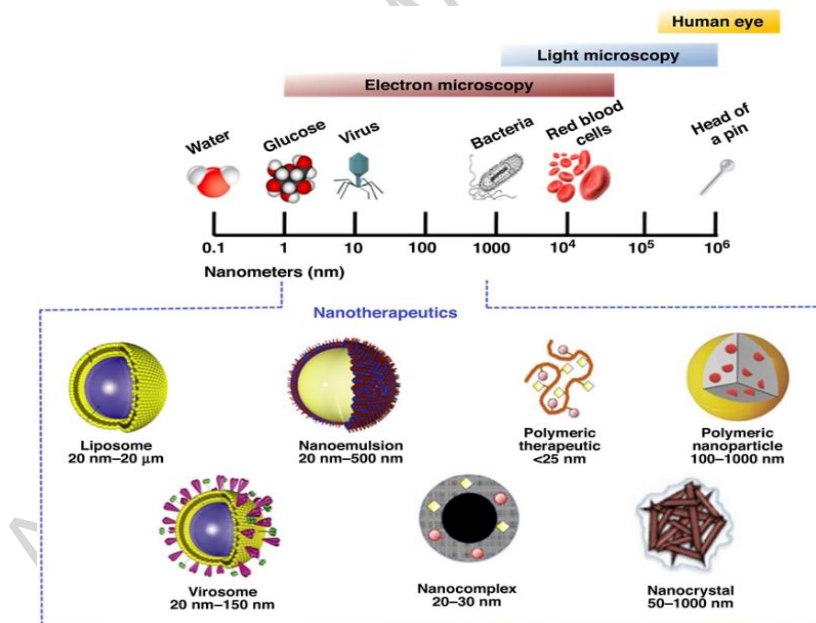 Human eye
Light microscopy
Electron microscopy
Water
Glucose
Virus
Bacteria
Red blood
cells
Head of
a pin
0.1 1 10 100 1000 10⁴ 10⁵ 10⁶
Nanometers (nm)
Nanotherapeutics
Liposome
20 nm–20 μm
Nanoemulsion
20 nm–500 nm
Polymeric
therapeutic
<25 nm
Polymeric
nanoparticle
100–1000 nm
Virosome
20 nm–150 nm
Nanocomplex
20–30 nm
Nanocrystal
50–1000 nm